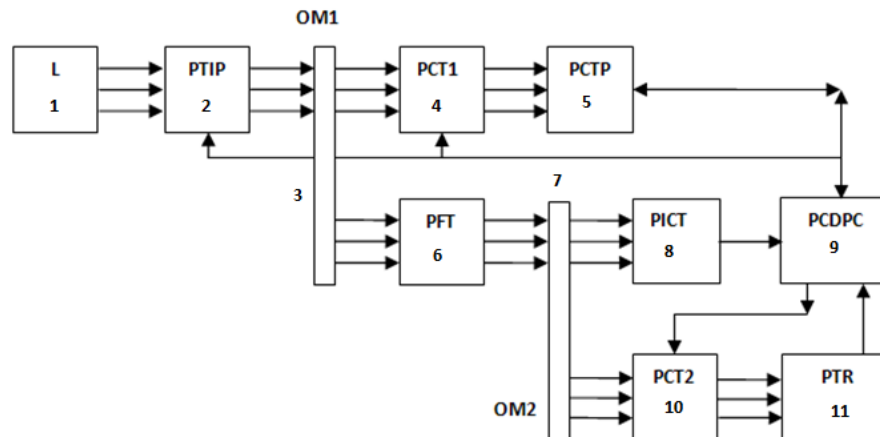 OM1
L
1
PTIP
2
PCT1
4
PCTP
5
3
7
PFT
6
PICT
8
PCDPC
9
OM2
PCT2
10
PTR
11